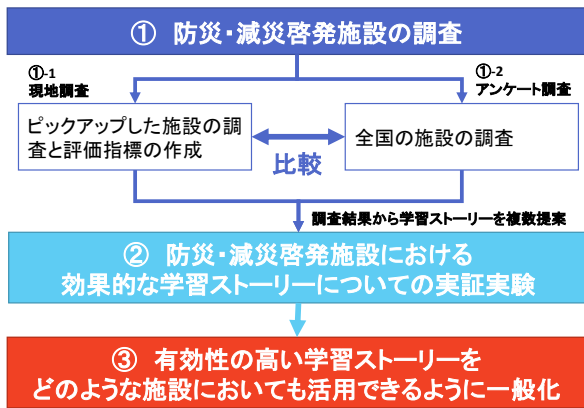 ① 防災・減災啓発施設の調査
①-1
現地調査
①-2
アンケート調査
ピックアップした施設の調
査と評価指標の作成
比較
全国の施設の調査
調査結果から学習ストーリーを複数提案
② 防災・減災啓発施設における
効果的な学習ストーリーについての実証実験
③ 有効性の高い学習ストーリーを
どのような施設においても活用できるように一般化